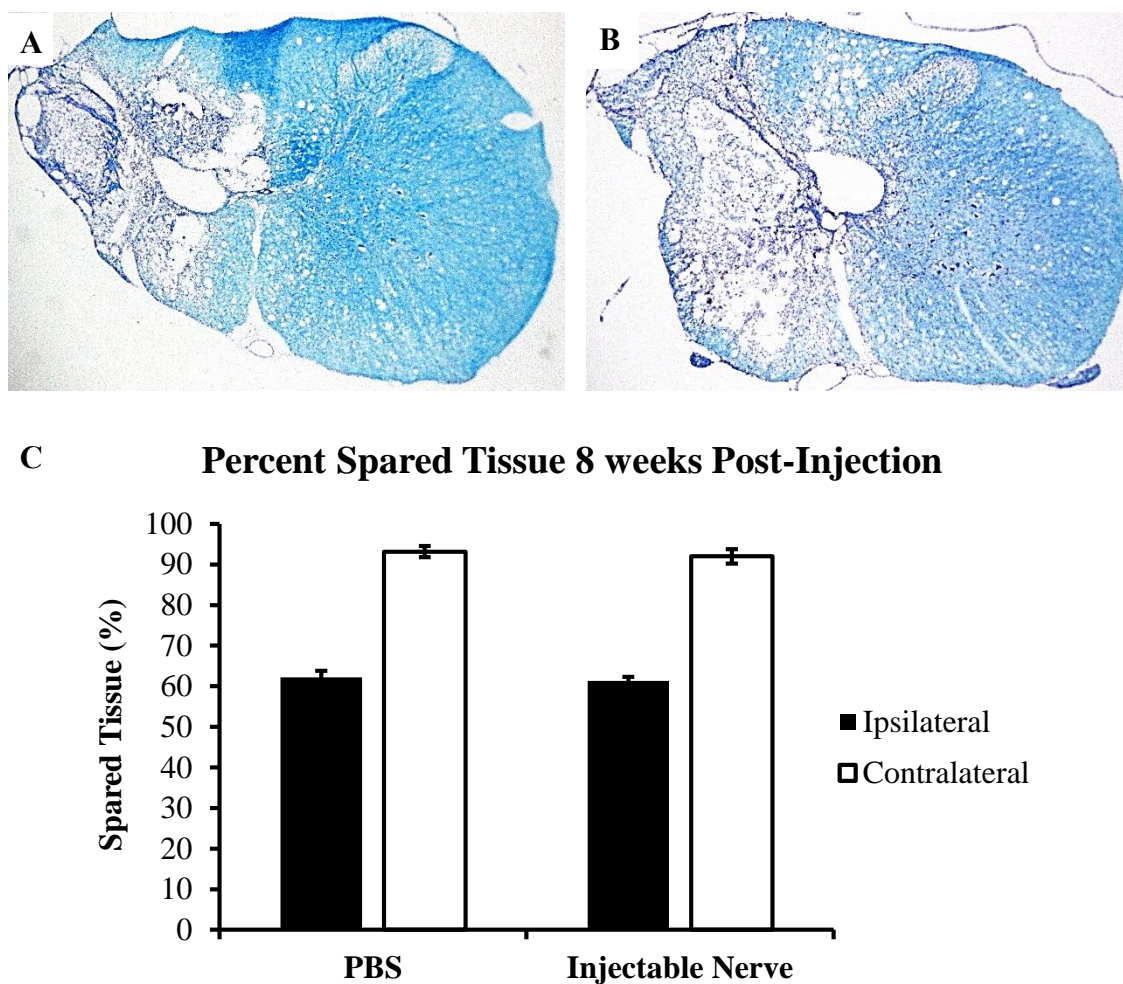 A
B
C
Percent Spared Tissue 8 weeks Post-Injection
Spared Tissue (%)
100
90
80
70
60
50
40
30
20
10
0
PBS
Injectable Nerve
Ipsilateral
Contralateral